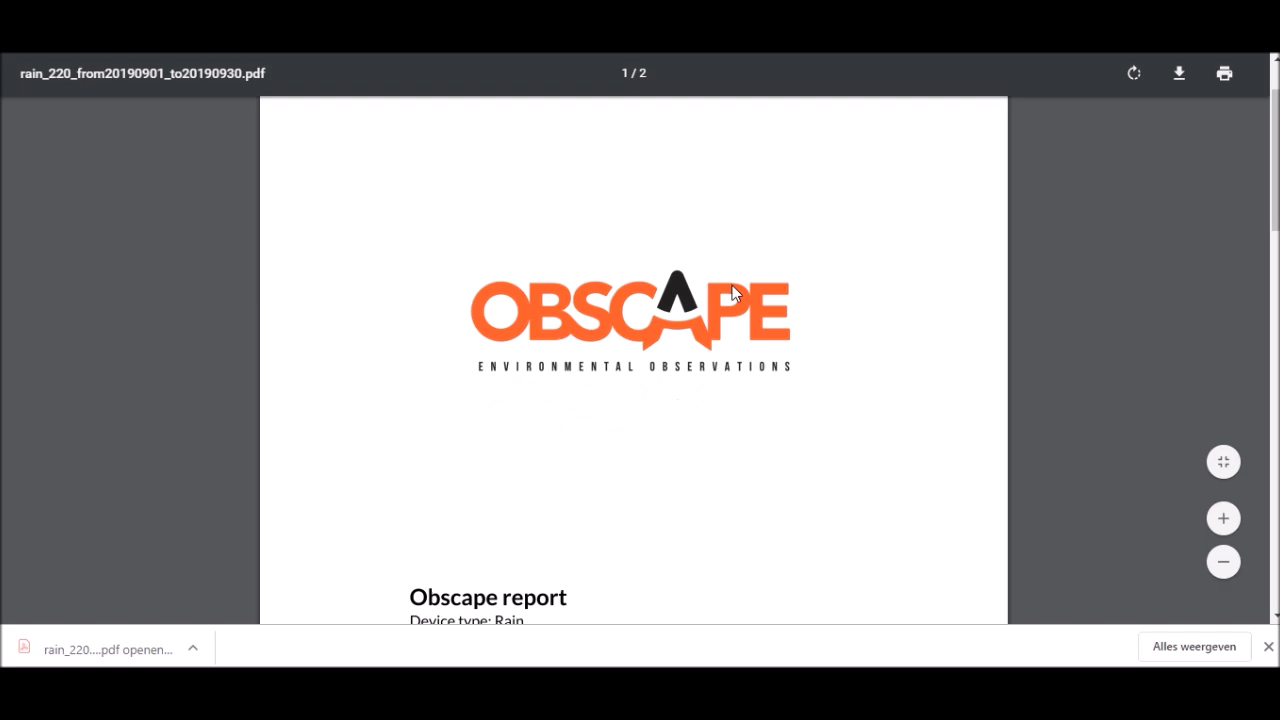 rain_220_from20190901_to20190930.pdf
1 / 2
OBSCAPE
ENVIRONMENTAL OBSERVATIONS
Obscape report
Device type: Rain
rain_220....pdf openen...
Alles weergeven